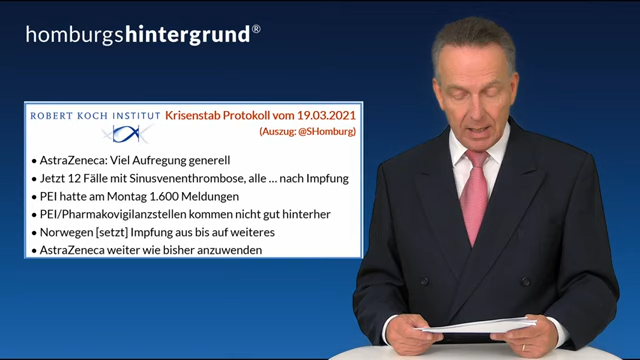 homburgshintergrund®
ROBERT KOCH INSTITUT Krisenstab Protokoll vom 19.03.2021
(Auszug: @SHomburg)
• AstraZeneca: Viel Aufregung generell
• Jetzt 12 Fälle mit Sinusvenenthrombose, alle ... nach Impfung
• PEI hatte am Montag 1.600 Meldungen
• PEI/Pharmakovigilanzstellen kommen nicht gut hinterher
• Norwegen [setzt] Impfung aus bis auf weiteres
• AstraZeneca weiter wie bisher anzuwenden